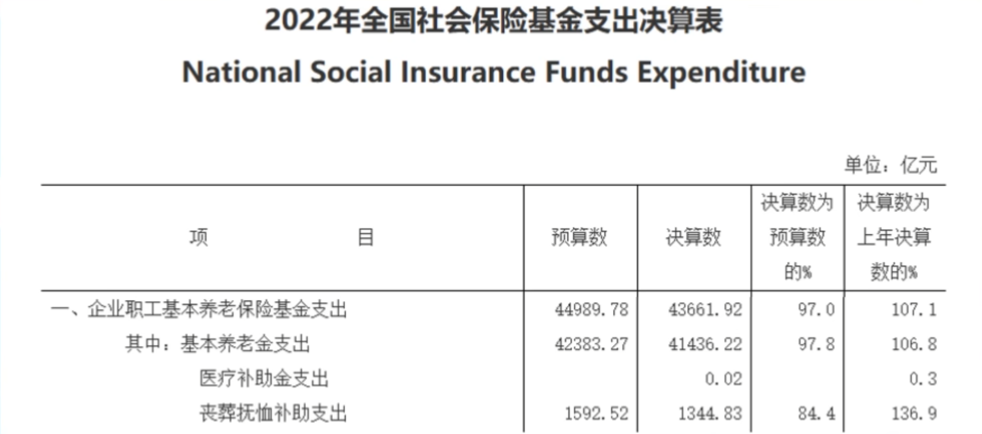 2022年全国社会保险基金支出决算表
National Social Insurance Funds Expenditure
单位：亿元
项 目 预算数 决算数 决算数为预算数的% 决算数为上年决算数的%
一、企业职工基本养老保险基金支出 44989.78 43661.92 97.0 107.1
其中：基本养老金支出 42383.27 41436.22 97.8 106.8
医疗补助金支出 0.02 0.3
丧葬抚恤补助支出 1592.52 1344.83 84.4 136.9